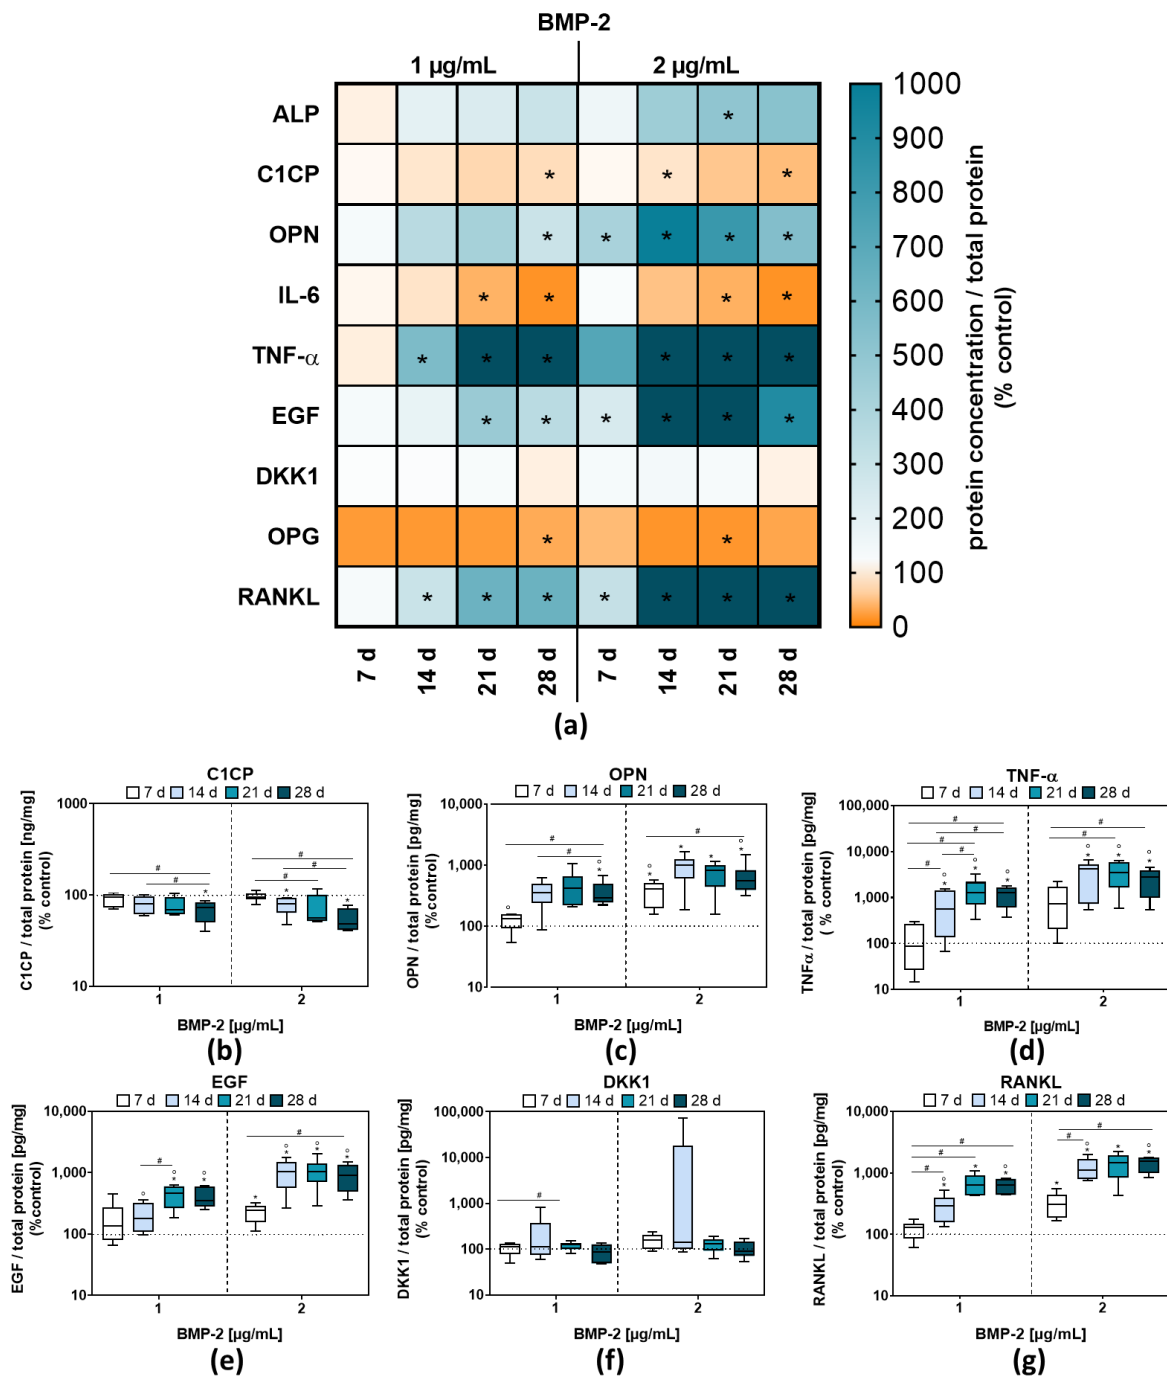 BMP-2
1 µg/mL 2 µg/mL
ALP *
C1CP * * *
OPN * * * * *
IL-6 * * * *
TNF-α * * * * * *
EGF * * * * * *
DKK1
OPG * *
RANKL * * * * * * *
7 d 14 d 21 d 28 d 7 d 14 d 21 d 28 d
1000
900
800
700
600
500
400
300
200
100
0
protein concentration / total protein
(% control)
(a)
C1CP
7 d 14 d 21 d 28 d
C1CP / total protein [ng/mg]
(% control)
1000
100
10
# # # # #
* * *
1 2
BMP-2 [µg/mL]
(b)
OPN
7 d 14 d 21 d 28 d
OPN / total protein [pg/mg]
(% control)
10,000
1,000
100
10
# # #
1 2
BMP-2 [µg/mL]
(c)
TNF-α
7 d 14 d 21 d 28 d
TNFα / total protein [pg/mg]
( % control)
100,000
10,000
1,000
100
10
# # # # # # #
1 2
BMP-2 [µg/mL]
(d)
EGF
7 d 14 d 21 d 28 d
EGF / total protein [pg/mg]
(%control)
10,000
1,000
100
10
# #
1 2
BMP-2 [µg/mL]
(e)
DKK1
7 d 14 d 21 d 28 d
DKK1 / total protein [pg/mg]
(% control)
100,000
10,000
1,000
100
10
#
1 2
BMP-2 [µg/mL]
(f)
RANKL
7 d 14 d 21 d 28 d
RANKL / total protein [pg/mg]
(% control)
10,000
1,000
100
10
# # # # #
1 2
BMP-2 [µg/mL]
(g)